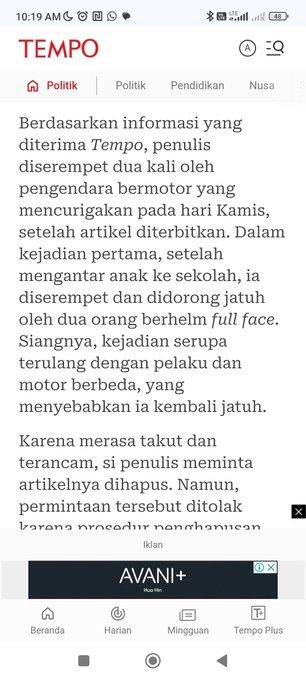 10:19 AM
48
TEMPO
A
Politik Politik Pendidikan Nusa
Berdasarkan informasi yang
diterima Tempo, penulis
diserempet dua kali oleh
pengendara bermotor yang
mencurigakan pada hari Kamis,
setelah artikel diterbitkan. Dalam
kejadian pertama, setelah
mengantar anak ke sekolah, ia
diserempet dan didorong jatuh
oleh dua orang berhelm full face.
Siangnya, kejadian serupa
terulang dengan pelaku dan
motor berbeda, yang
menyebabkan ia kembali jatuh.
Karena merasa takut dan
terancam, si penulis meminta
artikelnya dihapus. Namun,
permintaan tersebut ditolak
karena prosedur penghapusan
Iklan
AVANI+
Hua Hin
Beranda Harian Mingguan Tempo Plus